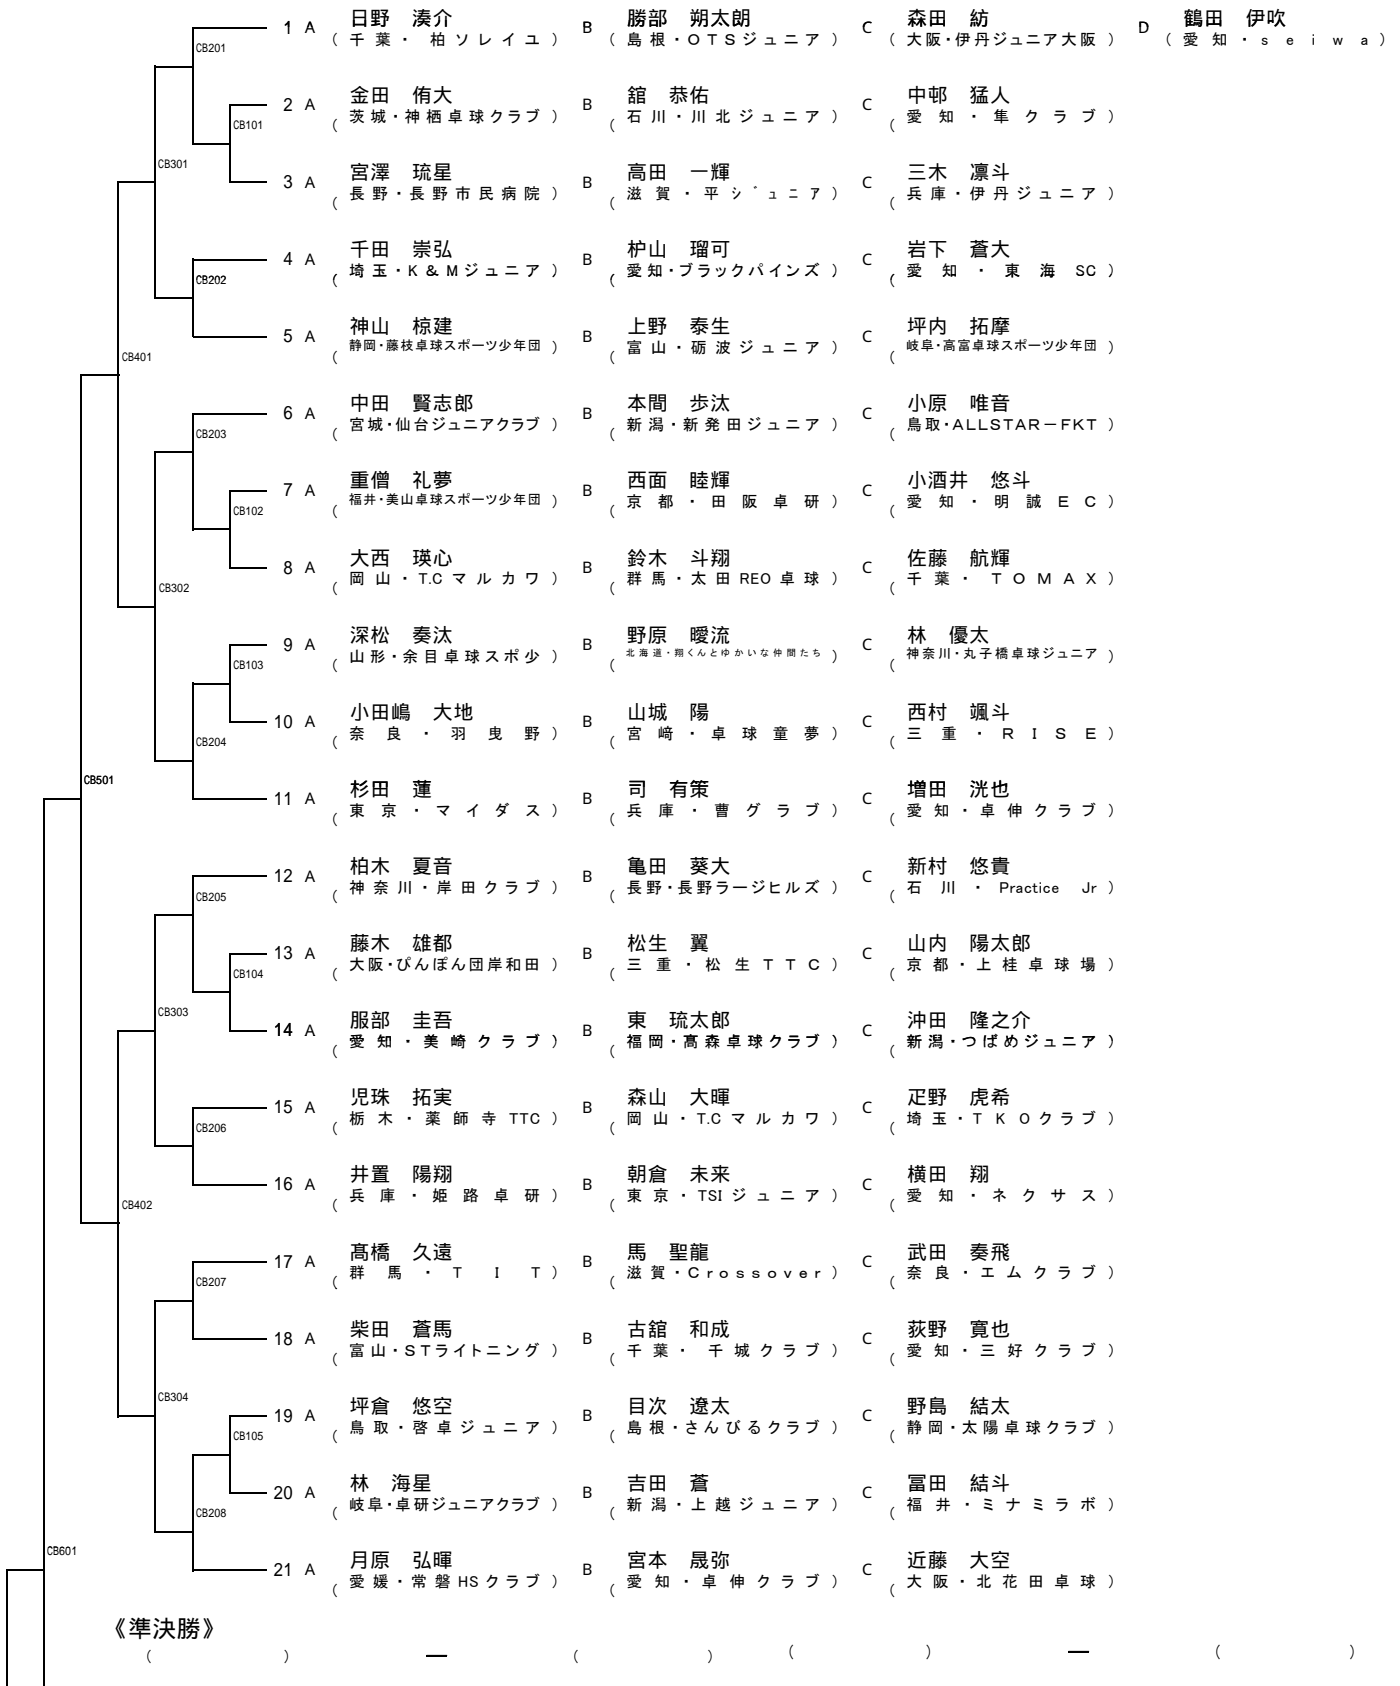 1 A 日野　湊介 B 勝部　朔太朗 C 森田　紡 D 鶴田　伊吹
(千葉・柏ソレイユ) (島根・OTSジュニア) (大阪・伊丹ジュニア大阪) (愛知・seiwa)
CB201
2 A 金田　侑大 B 舘　恭佑 C 中邨　猛人
(茨城・神栖卓球クラブ) (石川・川北ジュニア) (愛知・隼クラブ)
CB101
CB301
3 A 宮澤　琉星 B 高田　一輝 C 三木　凛斗
(長野・長野市民病院) (滋賀・平ジュニア) (兵庫・伊丹ジュニア)
4 A 千田　崇弘 B 枦山　瑠可 C 岩下　蒼大
(埼玉・K&Mジュニア) (愛知・ブラックパインズ) (愛知・東海SC)
CB202
5 A 神山　椋建 B 上野　泰生 C 坪内　拓摩
(静岡・藤枝卓球スポーツ少年団) (富山・砺波ジュニア) (岐阜・高富卓球スポーツ少年団)
CB401
6 A 中田　賢志郎 B 本間　歩汰 C 小原　唯音
(宮城・仙台ジュニアクラブ) (新潟・新発田ジュニア) (鳥取・ALLSTAR－FKT)
CB203
7 A 重僧　礼夢 B 西面　睦輝 C 小酒井　悠斗
(福井・美山卓球スポーツ少年団) (京都・田阪卓研) (愛知・明誠EC)
CB102
8 A 大西　瑛心 B 鈴木　斗翔 C 佐藤　航輝
(岡山・T.Cマルカワ) (群馬・太田REO卓球) (千葉・TOMAX)
CB302
9 A 深松　奏汰 B 野原　曖流 C 林　優太
(山形・余目卓球スポ少) (北海道・翔くんとゆかいな仲間たち) (神奈川・丸子橋卓球ジュニア)
CB103
10 A 小田嶋　大地 B 山城　陽 C 西村　颯斗
(奈良・羽曳野) (宮﨑・卓球童夢) (三重・RISE)
CB204
CB501
11 A 杉田　蓮 B 司　有策 C 増田　洸也
(東京・マイダス) (兵庫・曹グラブ) (愛知・卓伸クラブ)
12 A 柏木　夏音 B 亀田　葵大 C 新村　悠貴
(神奈川・岸田クラブ) (長野・長野ラージヒルズ) (石川・Practice Jr)
CB205
13 A 藤木　雄都 B 松生　翼 C 山内　陽太郎
(大阪・ぴんぽん団岸和田) (三重・松生TTC) (京都・上桂卓球場)
CB104
CB303
14 A 服部　圭吾 B 東　琉太郎 C 沖田　隆之介
(愛知・美崎クラブ) (福岡・髙森卓球クラブ) (新潟・つばめジュニア)
15 A 児珠　拓実 B 森山　大暉 C 疋野　虎希
(栃木・薬師寺TTC) (岡山・T.Cマルカワ) (埼玉・TKOクラブ)
CB206
16 A 井置　陽翔 B 朝倉　未来 C 横田　翔
(兵庫・姫路卓研) (東京・TSIジュニア) (愛知・ネクサス)
CB402
17 A 髙橋　久遠 B 馬　聖龍 C 武田　奏飛
(群馬・TIT) (滋賀・Crossover) (奈良・エムクラブ)
CB207
18 A 柴田　蒼馬 B 古舘　和成 C 荻野　寛也
(富山・STライトニング) (千葉・千城クラブ) (愛知・三好クラブ)
CB304
19 A 坪倉　悠空 B 目次　遼太 C 野島　結太
(鳥取・啓卓ジュニア) (島根・さんびるクラブ) (静岡・太陽卓球クラブ)
CB105
20 A 林　海星 B 吉田　蒼 C 冨田　結斗
(岐阜・卓研ジュニアクラブ) (新潟・上越ジュニア) (福井・ミナミラボ)
CB208
CB601
21 A 月原　弘暉 B 宮本　晟弥 C 近藤　大空
(愛媛・常磐HSクラブ) (愛知・卓伸クラブ) (大阪・北花田卓球)
《準決勝》
(　　) ― (　　) (　　) ― (　　)